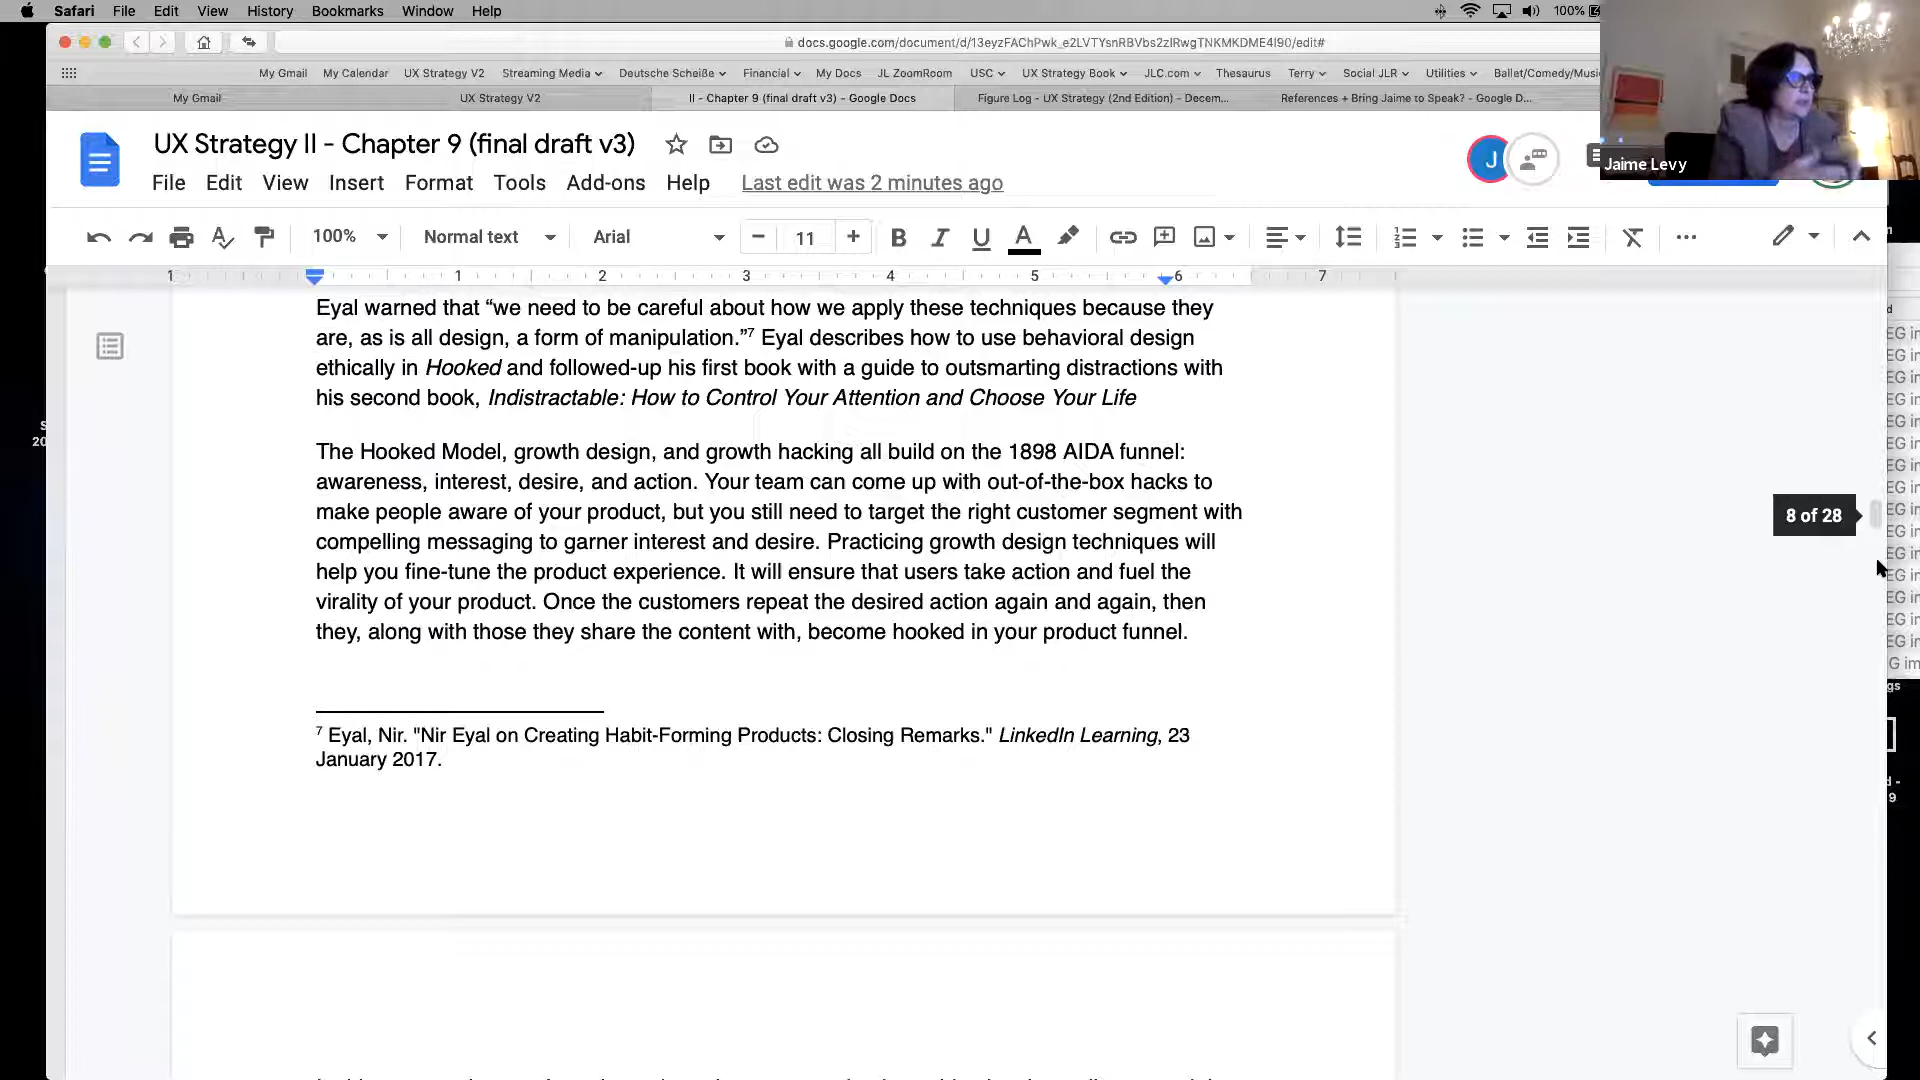 Safari File Edit View History Bookmarks Window Help 100%
docs.google.com/document/d/13eyzFAChPwk_e2LVTYsnRBVbs2zlRwgTNKMKDME4l90/edit#
My Gmail My Calendar UX Strategy V2 Streaming Media Deutsche Scheiße Financial My Docs JL ZoomRoom USC UX Strategy Book JLC.com Thesaurus Terry Social JLR Utilities Ballet/Comedy/Musi
My Gmail UX Strategy V2 II - Chapter 9 (final draft v3) - Google Docs Figure Log - UX Strategy (2nd Edition) - Decem... References + Bring Jaime to Speak? - Google D...
UX Strategy II - Chapter 9 (final draft v3)
J
Jaime Levy
File Edit View Insert Format Tools Add-ons Help Last edit was 2 minutes ago
100% Normal text Arial 11 B I U A
1 1 2 3 4 5 6 7
Eyal warned that “we need to be careful about how we apply these techniques because they
are, as is all design, a form of manipulation.”⁷ Eyal describes how to use behavioral design
ethically in Hooked and followed-up his first book with a guide to outsmarting distractions with
his second book, Indistractable: How to Control Your Attention and Choose Your Life
The Hooked Model, growth design, and growth hacking all build on the 1898 AIDA funnel:
awareness, interest, desire, and action. Your team can come up with out-of-the-box hacks to
make people aware of your product, but you still need to target the right customer segment with
compelling messaging to garner interest and desire. Practicing growth design techniques will
help you fine-tune the product experience. It will ensure that users take action and fuel the
virality of your product. Once the customers repeat the desired action again and again, then
they, along with those they share the content with, become hooked in your product funnel.
8 of 28
⁷ Eyal, Nir. "Nir Eyal on Creating Habit-Forming Products: Closing Remarks." LinkedIn Learning, 23
January 2017.